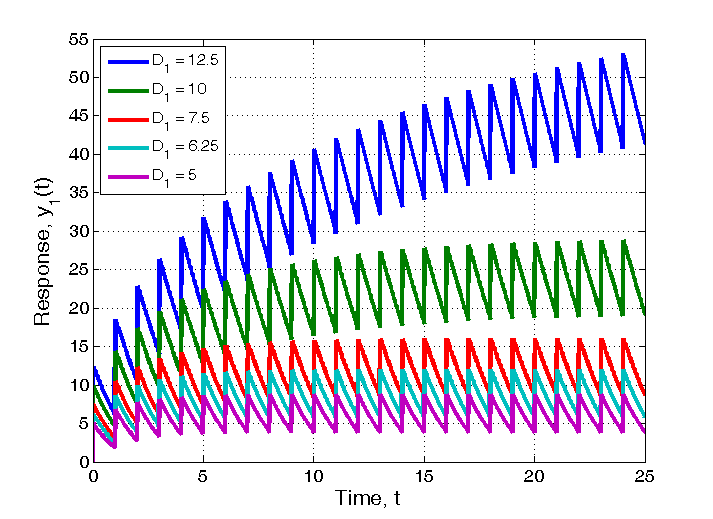 55
50
45
40
35
30
25
20
15
10
5
0
Response, y₁(t)
D₁ = 12.5
D₁ = 10
D₁ = 7.5
D₁ = 6.25
D₁ = 5
0 5 10 15 20 25
Time, t